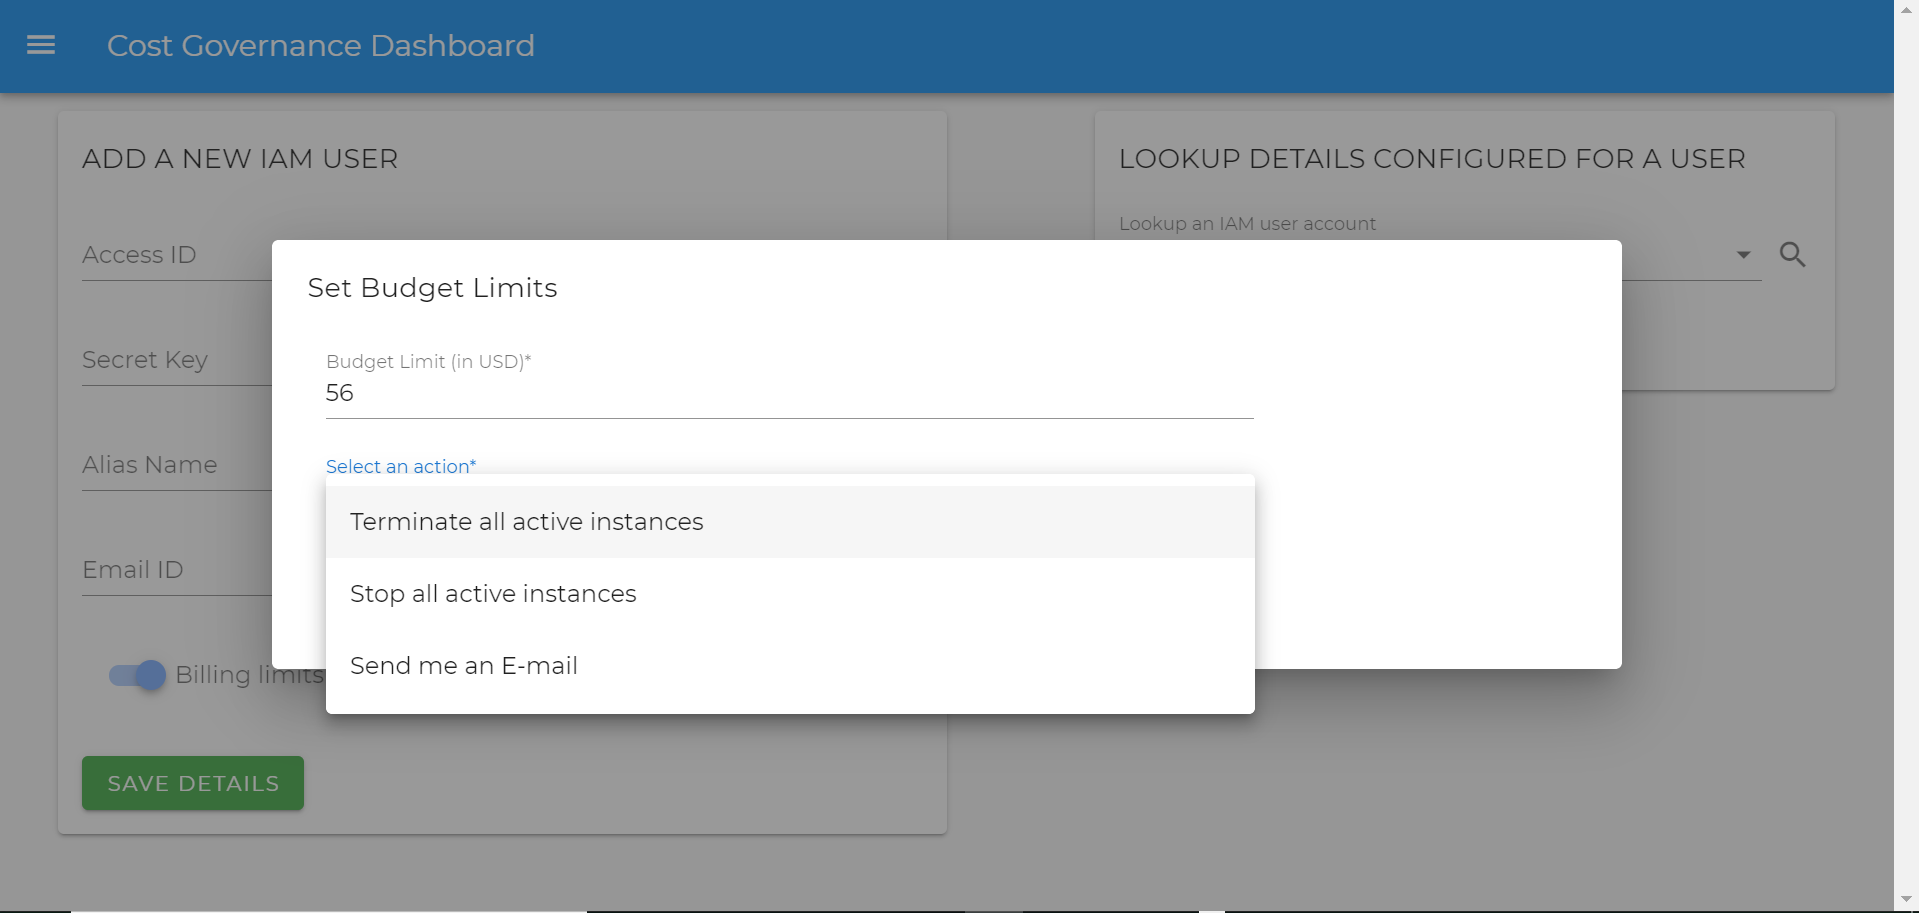 Cost Governance Dashboard
ADD A NEW IAM USER
Access ID
Secret Key
Alias Name
Email ID
Billing limits
SAVE DETAILS
LOOKUP DETAILS CONFIGURED FOR A USER
Lookup an IAM user account
Set Budget Limits
Budget Limit (in USD)*
56
Select an action*
Terminate all active instances
Stop all active instances
Send me an E-mail